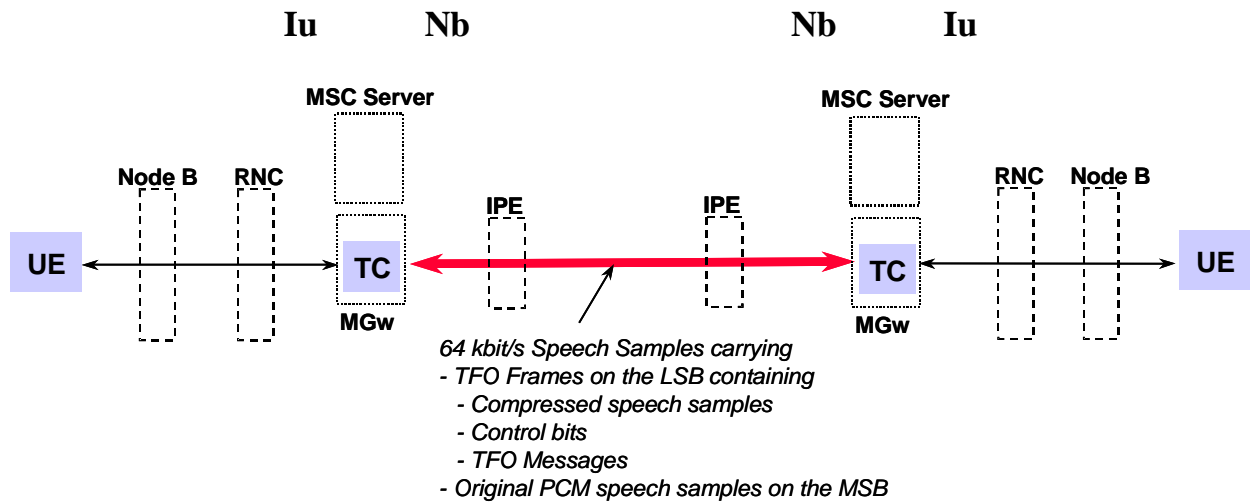 Iu Nb Nb Iu
MSC Server MSC Server
Node B RNC RNC Node B
IPE IPE
UE TC TC UE
MGw MGw
64 kbit/s Speech Samples carrying
- TFO Frames on the LSB containing
- Compressed speech samples
- Control bits
- TFO Messages
- Original PCM speech samples on the MSB